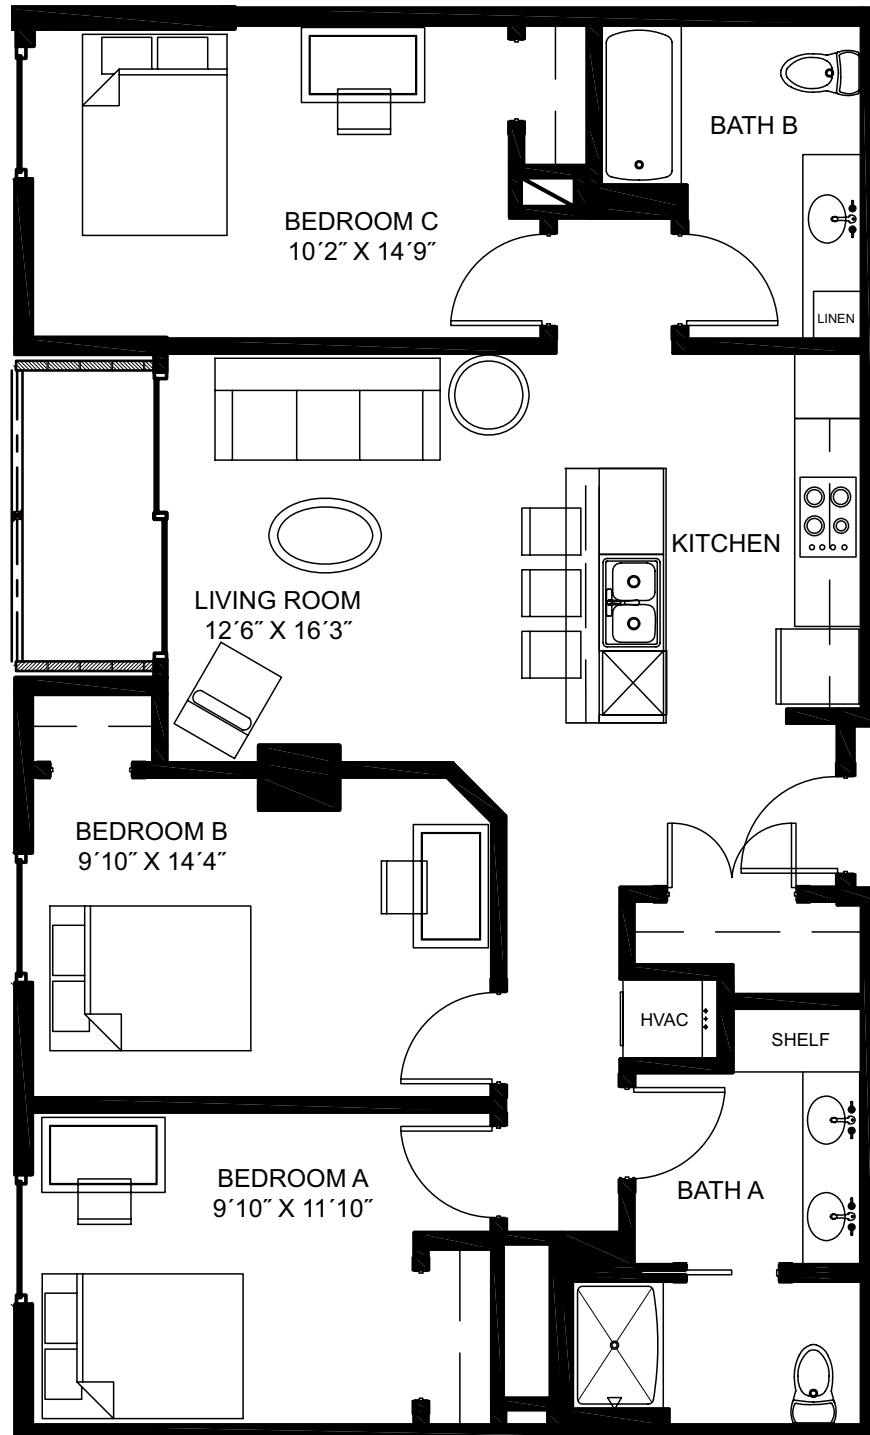 BATH B
BEDROOM C
10´2˝ X 14´9˝
LINEN
KITCHEN
LIVING ROOM
12´6˝ X 16´3˝
BEDROOM B
9´10˝ X 14´4˝
HVAC
SHELF
BEDROOM A
9´10˝ X 11´10˝
BATH A